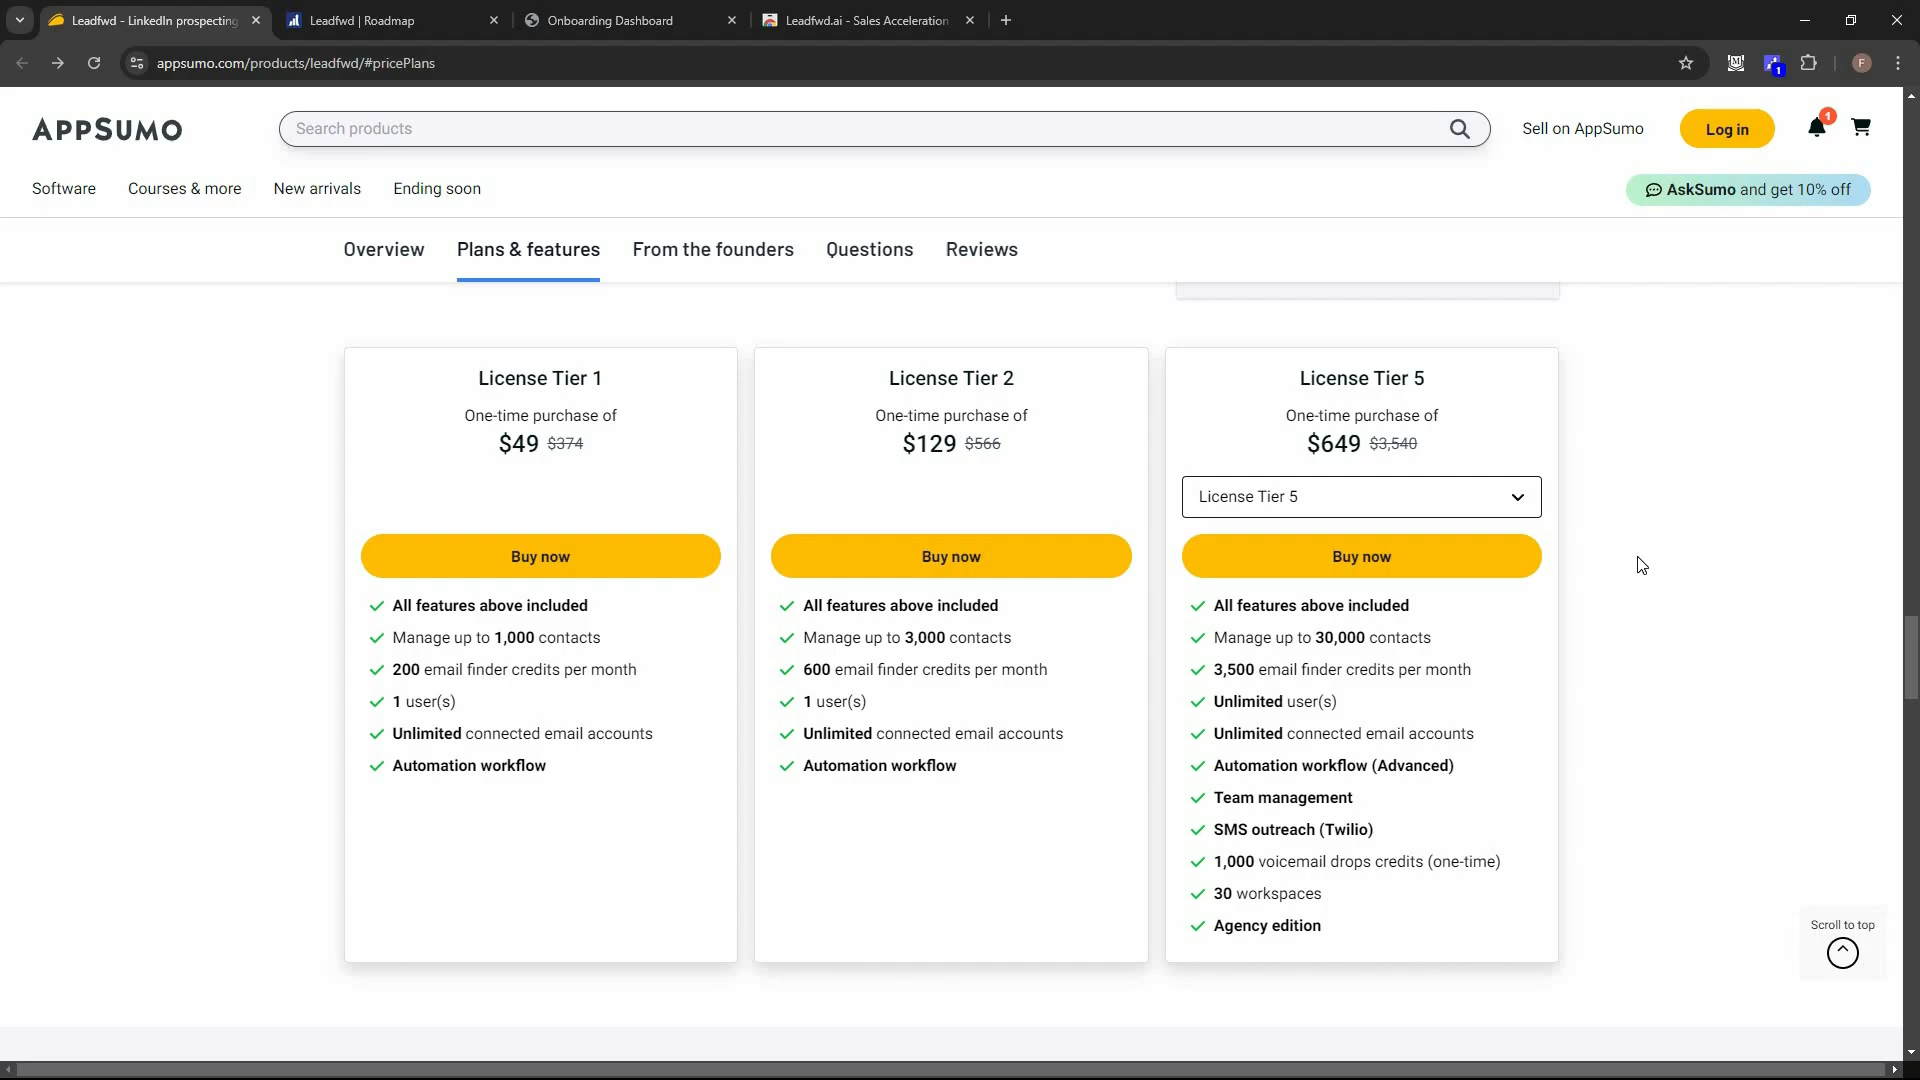 Leadfwd - LinkedIn prospecting
Leadfwd | Roadmap
Onboarding Dashboard
Leadfwd.ai - Sales Acceleration
appsumo.com/products/leadfwd/#pricePlans
1
F
APPSUMO
Search products
Sell on AppSumo
Log in
1
Software
Courses & more
New arrivals
Ending soon
AskSumo and get 10% off
Overview
Plans & features
From the founders
Questions
Reviews
License Tier 1
One-time purchase of
$49 $374
Buy now
All features above included
Manage up to 1,000 contacts
200 email finder credits per month
1 user(s)
Unlimited connected email accounts
Automation workflow
License Tier 2
One-time purchase of
$129 $566
Buy now
All features above included
Manage up to 3,000 contacts
600 email finder credits per month
1 user(s)
Unlimited connected email accounts
Automation workflow
License Tier 5
One-time purchase of
$649 $3,540
License Tier 5
Buy now
All features above included
Manage up to 30,000 contacts
3,500 email finder credits per month
Unlimited user(s)
Unlimited connected email accounts
Automation workflow (Advanced)
Team management
SMS outreach (Twilio)
1,000 voicemail drops credits (one-time)
30 workspaces
Agency edition
Scroll to top